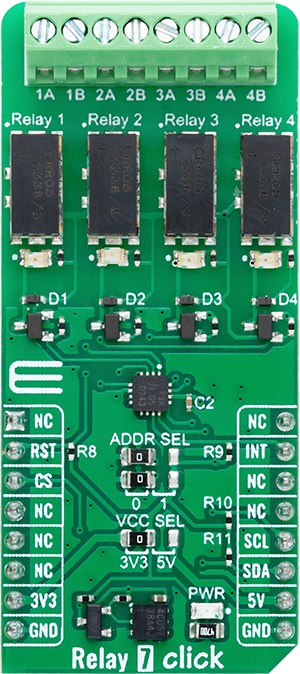 1A 1B 2A 2B 3A 3B 4A 4B
Relay 1 Relay 2 Relay 3 Relay 4
D1 D2 D3 D4
C2
NC ADDR SEL NC
RST R8 R9 INT
CS NC
0 1
NC VCC SEL R10 NC
NC R11 SCL
NC 3V3 5V SDA
3V3 PWR 5V
GND GND
Relay 7 click